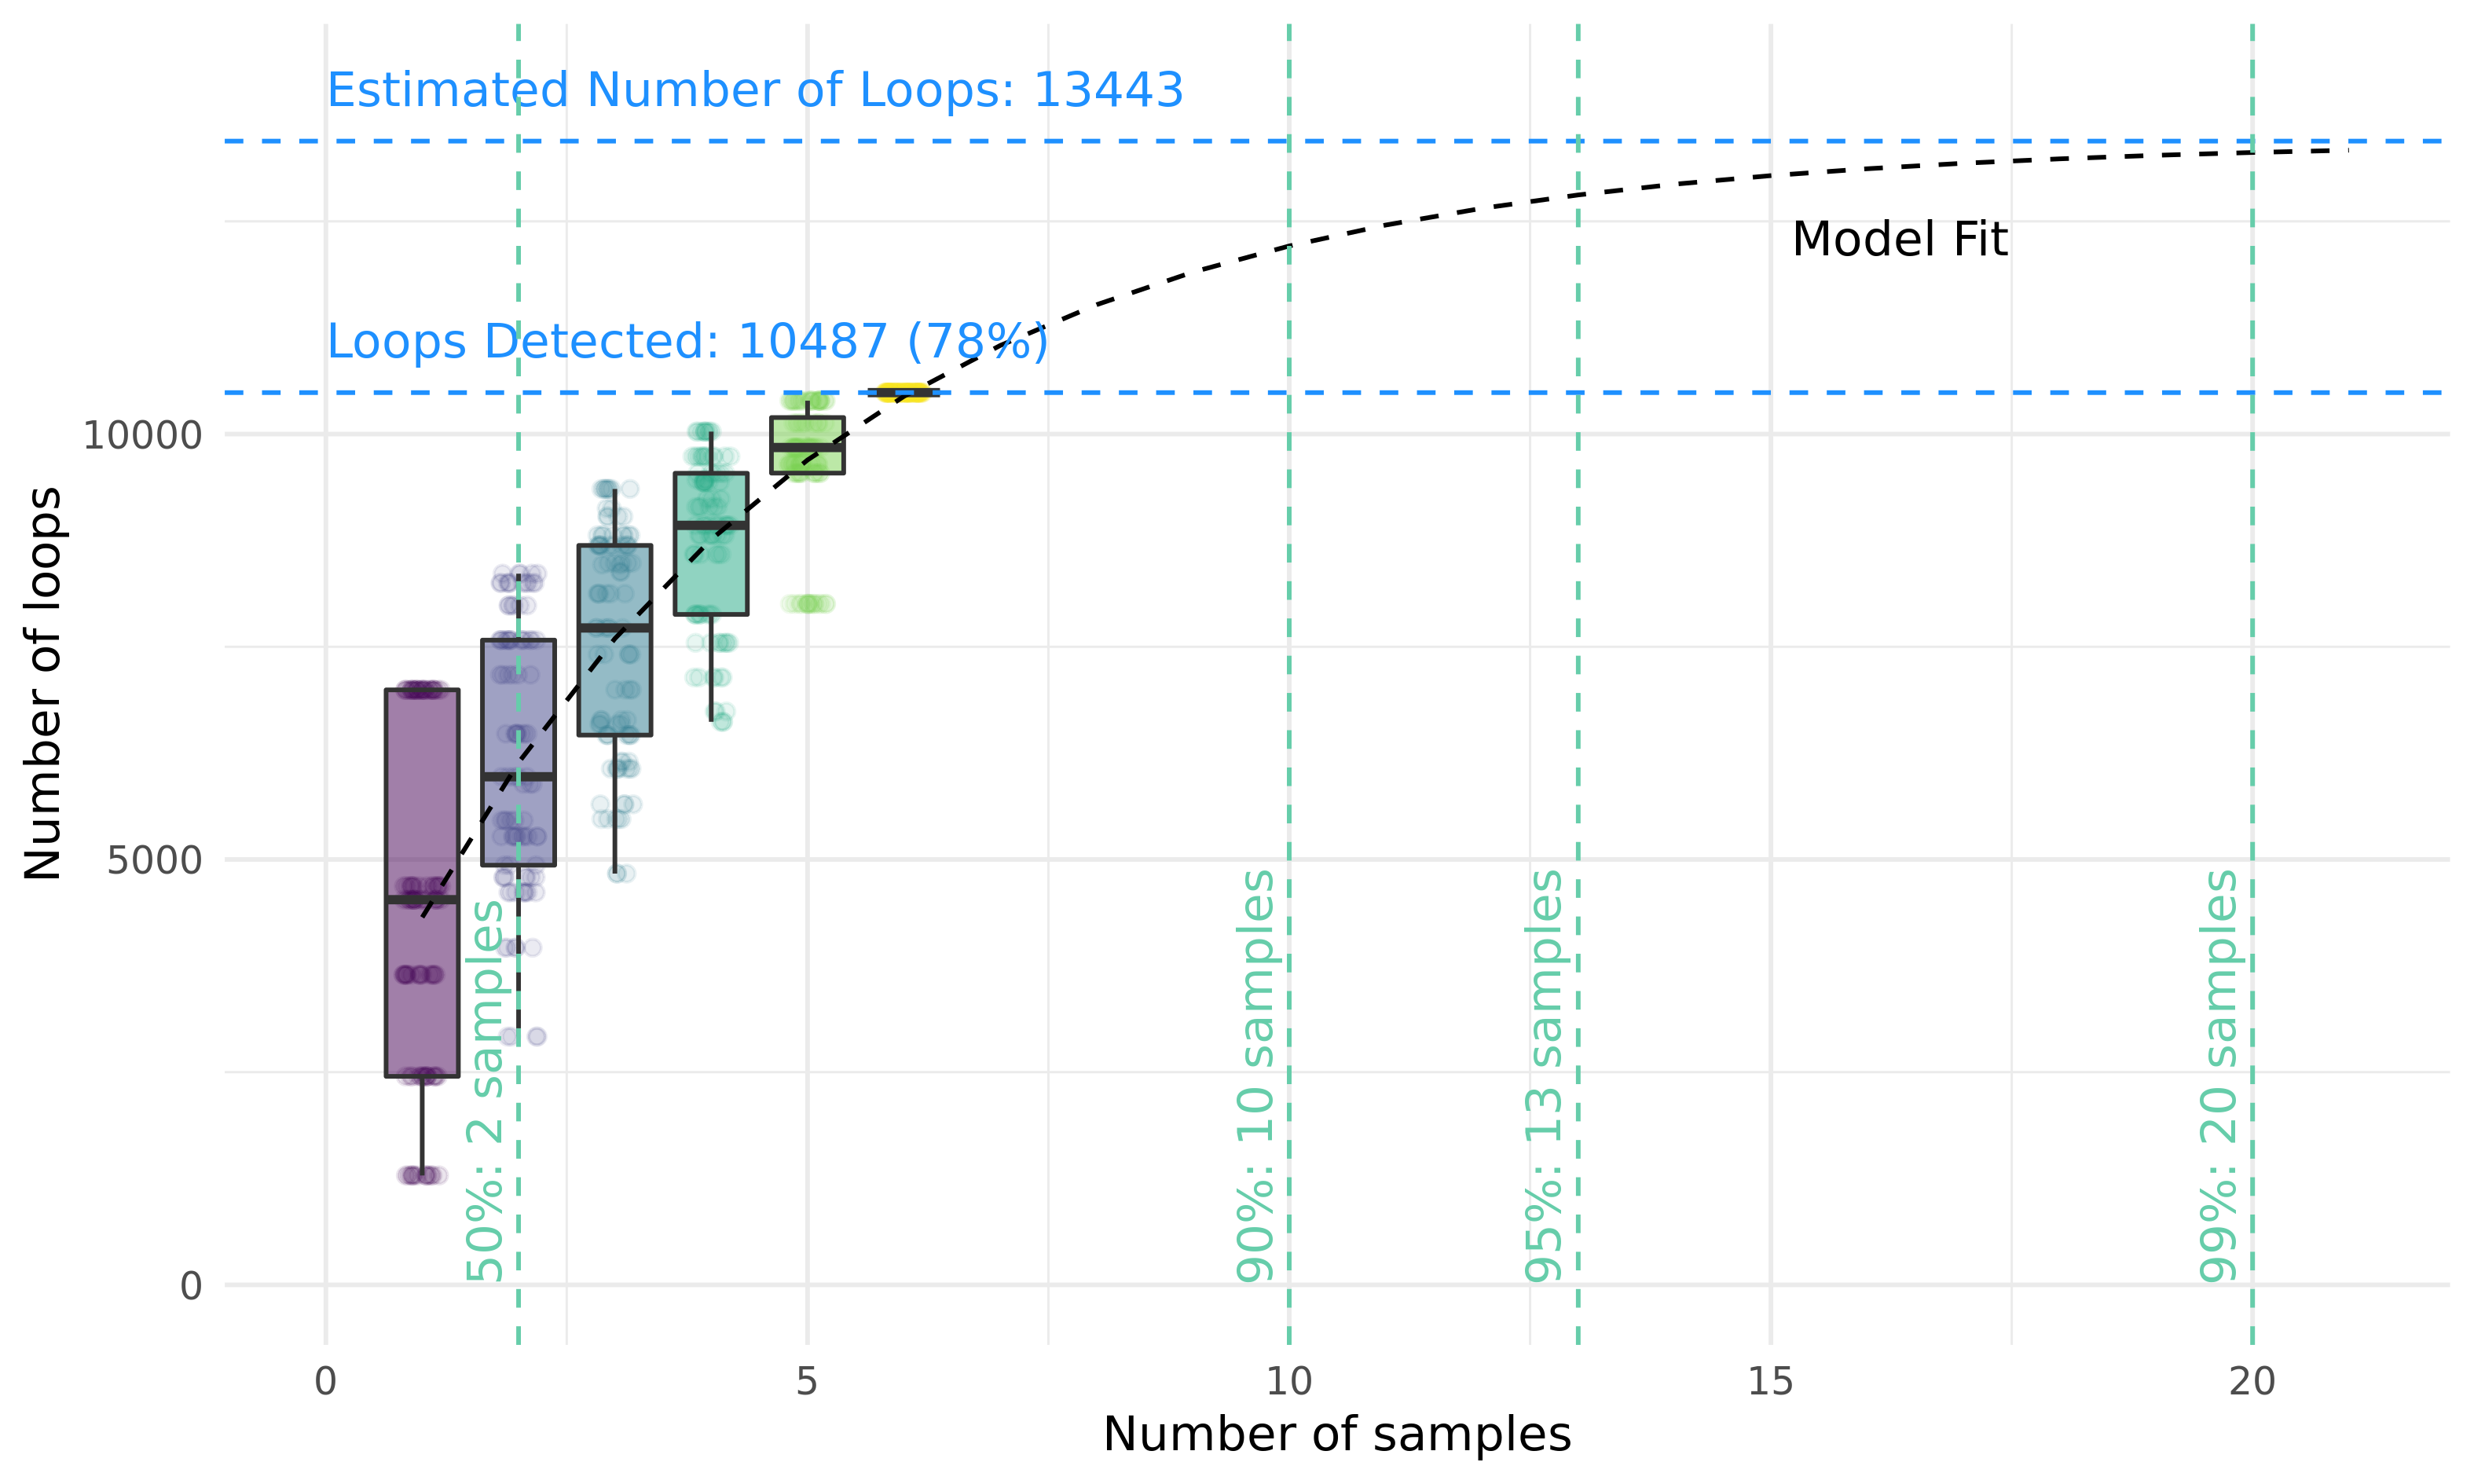 Estimated Number of Loops: 13443
Model Fit
Loops Detected: 10487 (78%)
Number of loops
10000
5000
0
50%: 2 samples
90%: 10 samples
95%: 13 samples
99%: 20 samples
0 5 10 15 20
Number of samples